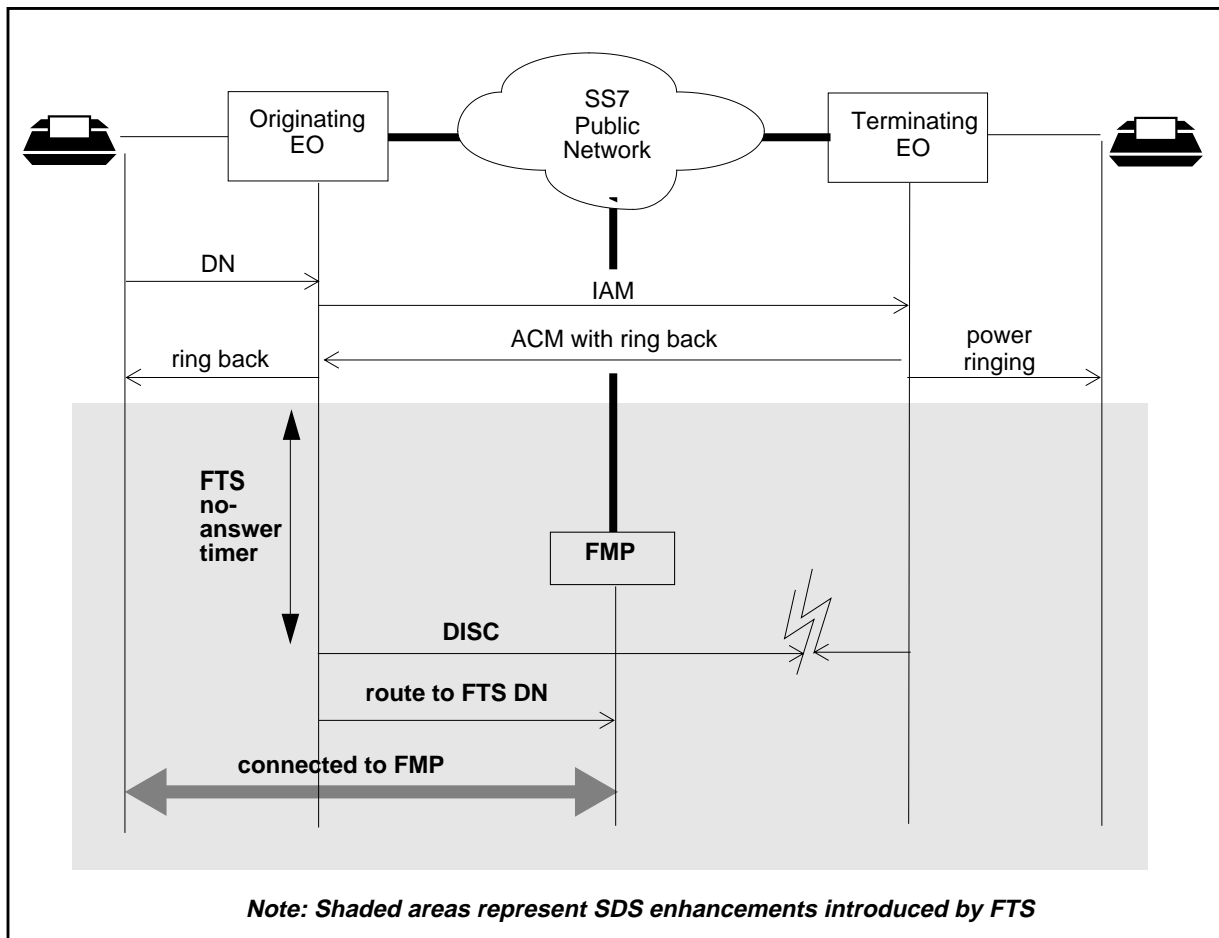 Originating
EO
SS7
Public
Network
Terminating
EO
DN
IAM
ACM with ring back
ring back
power
ringing
FTS
no-
answer
timer
FMP
DISC
route to FTS DN
connected to FMP
Note: Shaded areas represent SDS enhancements introduced by FTS